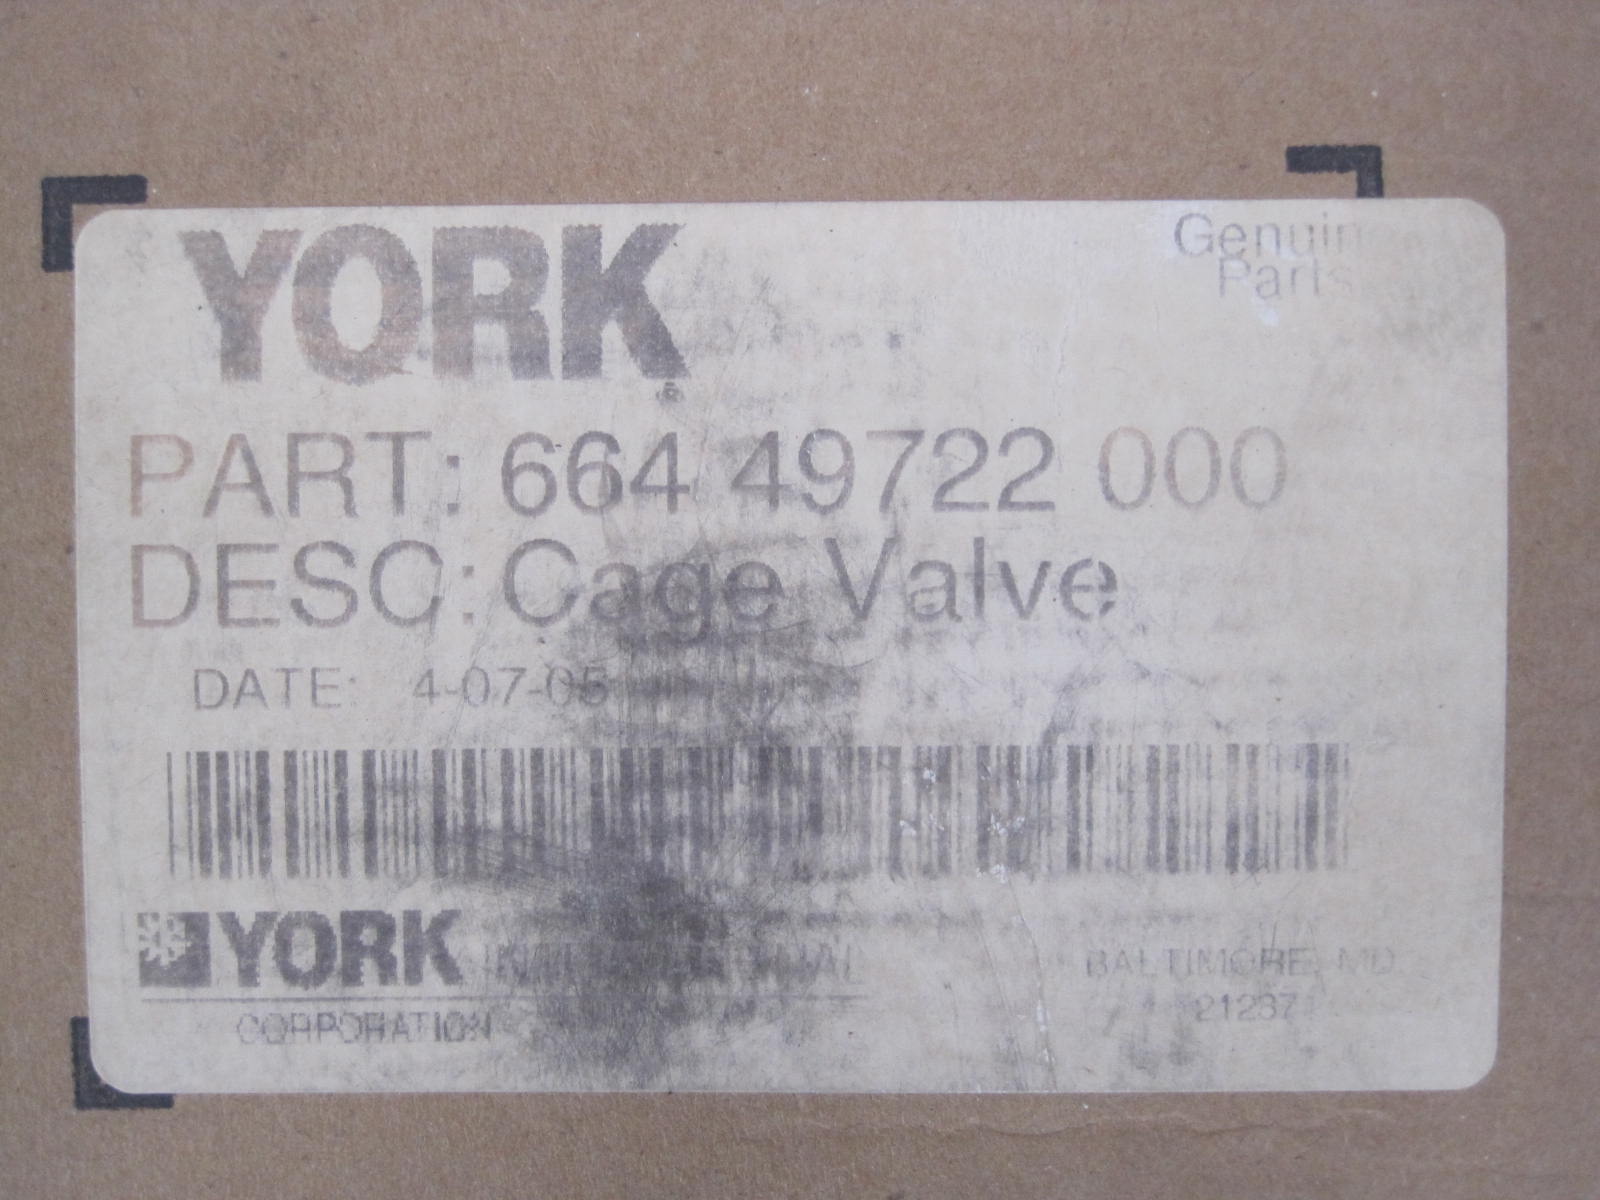 YORK
®
Genuine
Parts
PART: 664 49722 000
DESC: Cage Valve
DATE: 4-07-05
YORK INTERNATIONAL
CORPORATION
BALTIMORE, MD.
21237